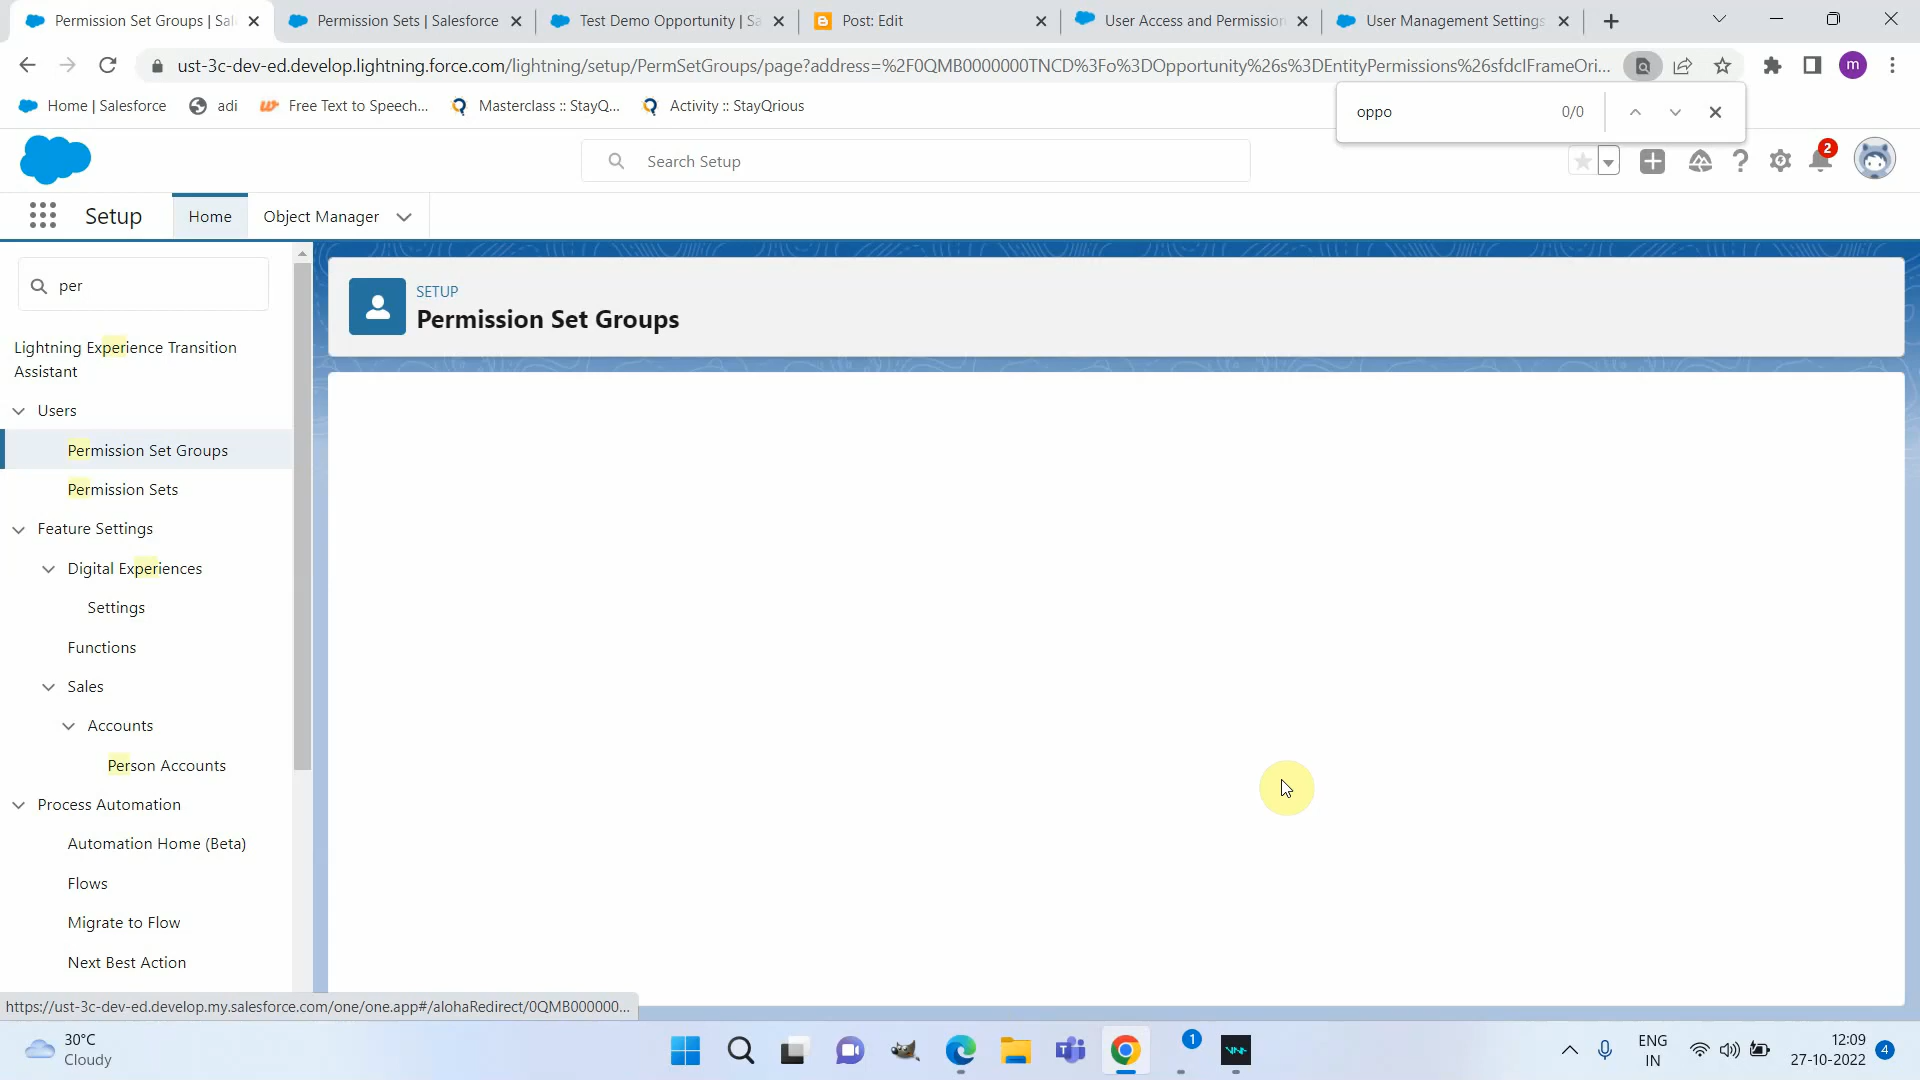 Permission Set Groups | Sal
Permission Sets | Salesforce
Test Demo Opportunity | Sa
Post: Edit
User Access and Permission
User Management Settings
ust-3c-dev-ed.develop.lightning.force.com/lightning/setup/PermSetGroups/page?address=%2F0QMB0000000TNCD%3Fo%3DOpportunity%26s%3DEntityPermissions%26sfdcIFrameOri...
m
Home | Salesforce
adi
Free Text to Speech...
Masterclass :: StayQ...
Activity :: StayQrious
oppo
0/0
Search Setup
2
Setup
Home
Object Manager
per
SETUP
Permission Set Groups
Lightning Experience Transition
Assistant
Users
Permission Set Groups
Permission Sets
Feature Settings
Digital Experiences
Settings
Functions
Sales
Accounts
Person Accounts
Process Automation
Automation Home (Beta)
Flows
Migrate to Flow
Next Best Action
https://ust-3c-dev-ed.develop.my.salesforce.com/one/one.app#/alohaRedirect/0QMB000000...
30°C
Cloudy
1
ENG
IN
12:09
27-10-2022
4